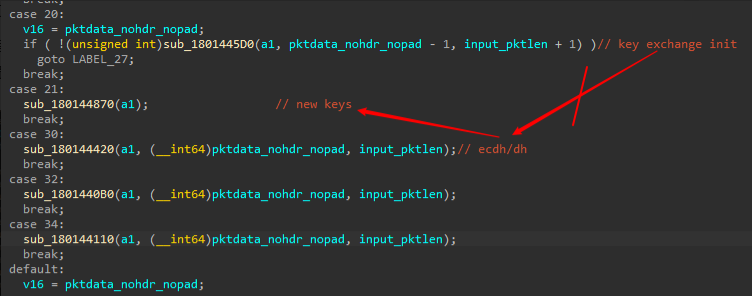 break;
case 20:
v16 = pktdata_nohdr_nopad;
if ( !(unsigned int)sub_1801445D0(a1, pktdata_nohdr_nopad - 1, input_pktlen + 1) )// key exchange init
goto LABEL_27;
break;
case 21:
sub_180144870(a1); // new keys
break;
case 30:
sub_180144420(a1, (__int64)pktdata_nohdr_nopad, input_pktlen);// ecdh/dh
break;
case 32:
sub_1801440B0(a1, (__int64)pktdata_nohdr_nopad, input_pktlen);
break;
case 34:
sub_180144110(a1, (__int64)pktdata_nohdr_nopad, input_pktlen);
break;
default:
v16 = pktdata_nohdr_nopad;